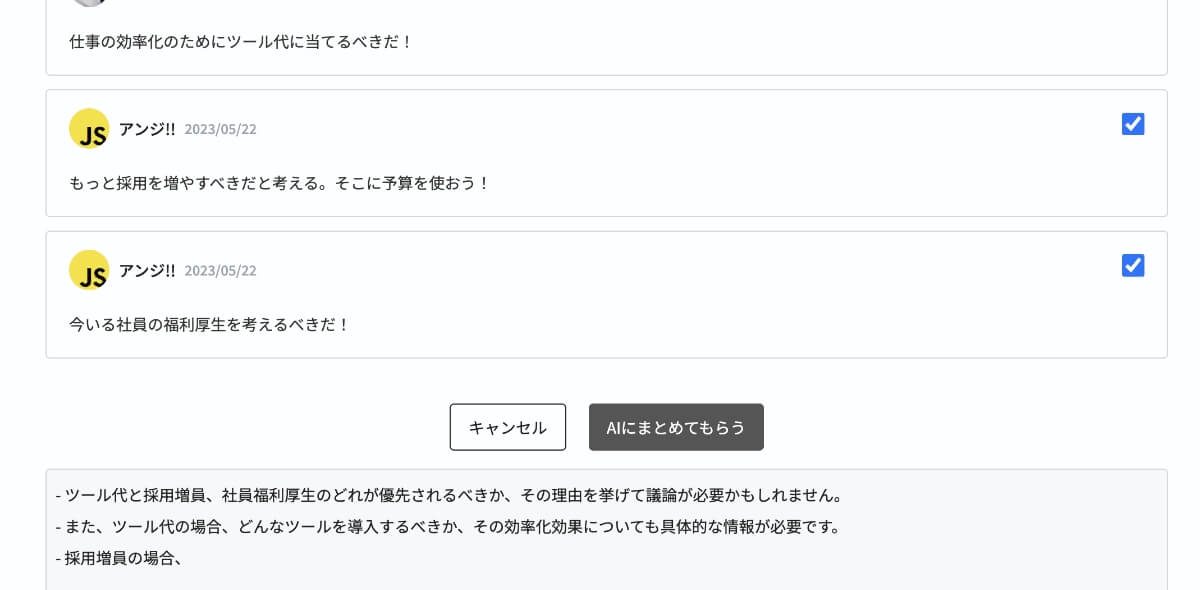 仕事の効率化のためにツール代に当てるべきだ！
JS アンジ!! 2023/05/22
もっと採用を増やすべきだと考える。そこに予算を使おう！
JS アンジ!! 2023/05/22
今いる社員の福利厚生を考えるべきだ！
キャンセル AIにまとめてもらう
- ツール代と採用増員、社員福利厚生のどれが優先されるべきか、その理由を挙げて議論が必要かもしれません。
- また、ツール代の場合、どんなツールを導入するべきか、その効率化効果についても具体的な情報が必要です。
- 採用増員の場合、